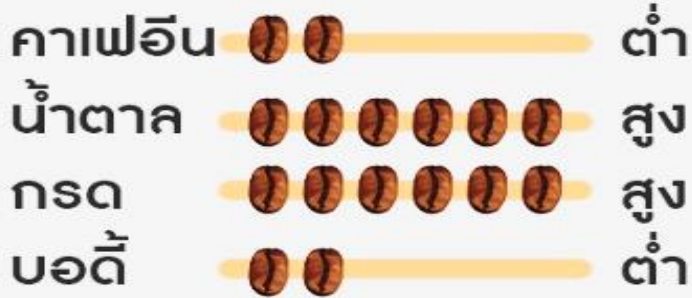 คาเฟอีน ต่ำ
น้ำตาล สูง
กรด สูง
บอดี้ ต่ำ